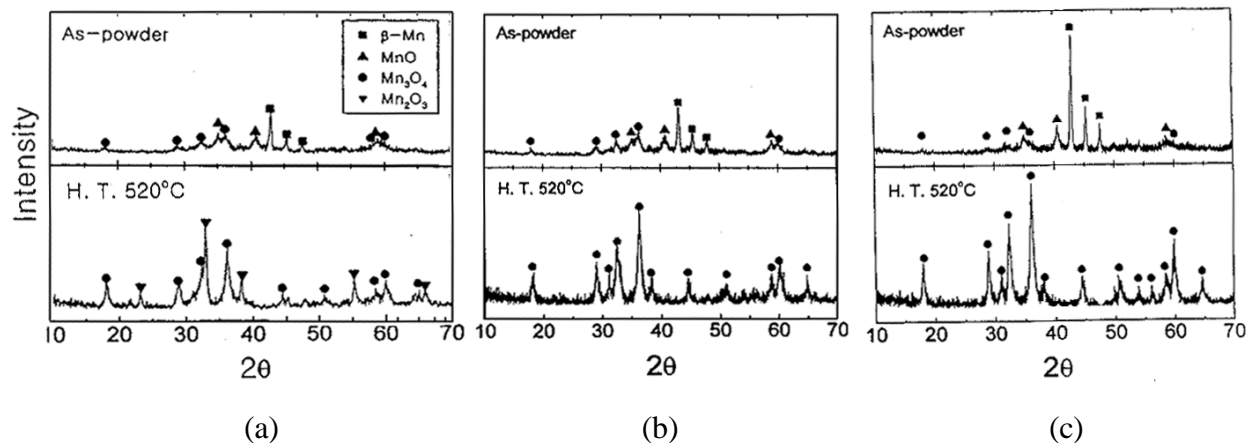 As-powder
β-Mn
MnO
Mn₃O₄
Mn₂O₃
H. T. 520°C
Intensity
10 20 30 40 50 60 70
2θ
(a)
As-powder
H. T. 520°C
10 20 30 40 50 60 70
2θ
(b)
As-powder
H. T. 520°C
10 20 30 40 50 60 70
2θ
(c)